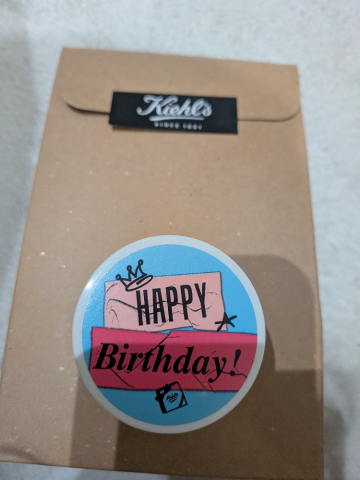 Kiehl's
SINCE 1851
HAPPY
Birthday!